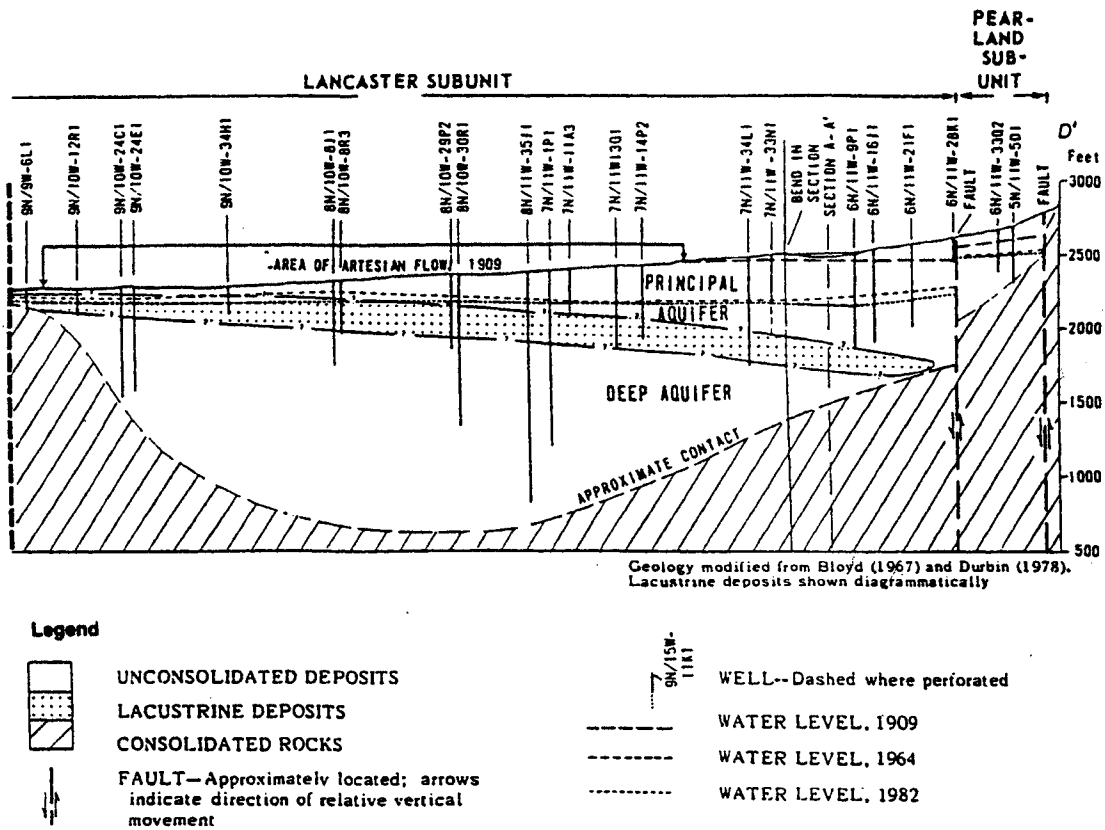 PEAR-
LAND
SUB-
UNIT
LANCASTER SUBUNIT
9N/9W-6L1
9N/10W-12R1
9N/10W-24C1
9N/10W-24E1
9N/10W-34H1
8N/10W-8J1
8N/10W-8R3
8N/10W-29P2
8N/10W-30R1
8N/11W-35J1
7N/11W-1P1
7N/11W-11A3
7N/11W13Q1
7N/11W-14P2
7N/11W-34L1
7N/11W-33N1
BEND IN
SECTION
SECTION A-A'
6N/11W-9P1
6N/11W-16J1
6N/11W-21F1
6N/11W-28K1
FAULT
6N/11W-33Q2
5N/11W-5D1
FAULT
D'
Feet
3000
2500
2000
1500
1000
500
AREA OF ARTESIAN FLOW 1909
PRINCIPAL
AQUIFER
DEEP AQUIFER
APPROXIMATE CONTACT
Geology modified from Bloyd (1967) and Durbin (1978).
Lacustrine deposits shown diagrammatically
Legend
UNCONSOLIDATED DEPOSITS
LACUSTRINE DEPOSITS
CONSOLIDATED ROCKS
FAULT—Approximately located; arrows
indicate direction of relative vertical
movement
9N/15W-
11K1
WELL--Dashed where perforated
WATER LEVEL, 1909
WATER LEVEL, 1964
WATER LEVEL, 1982